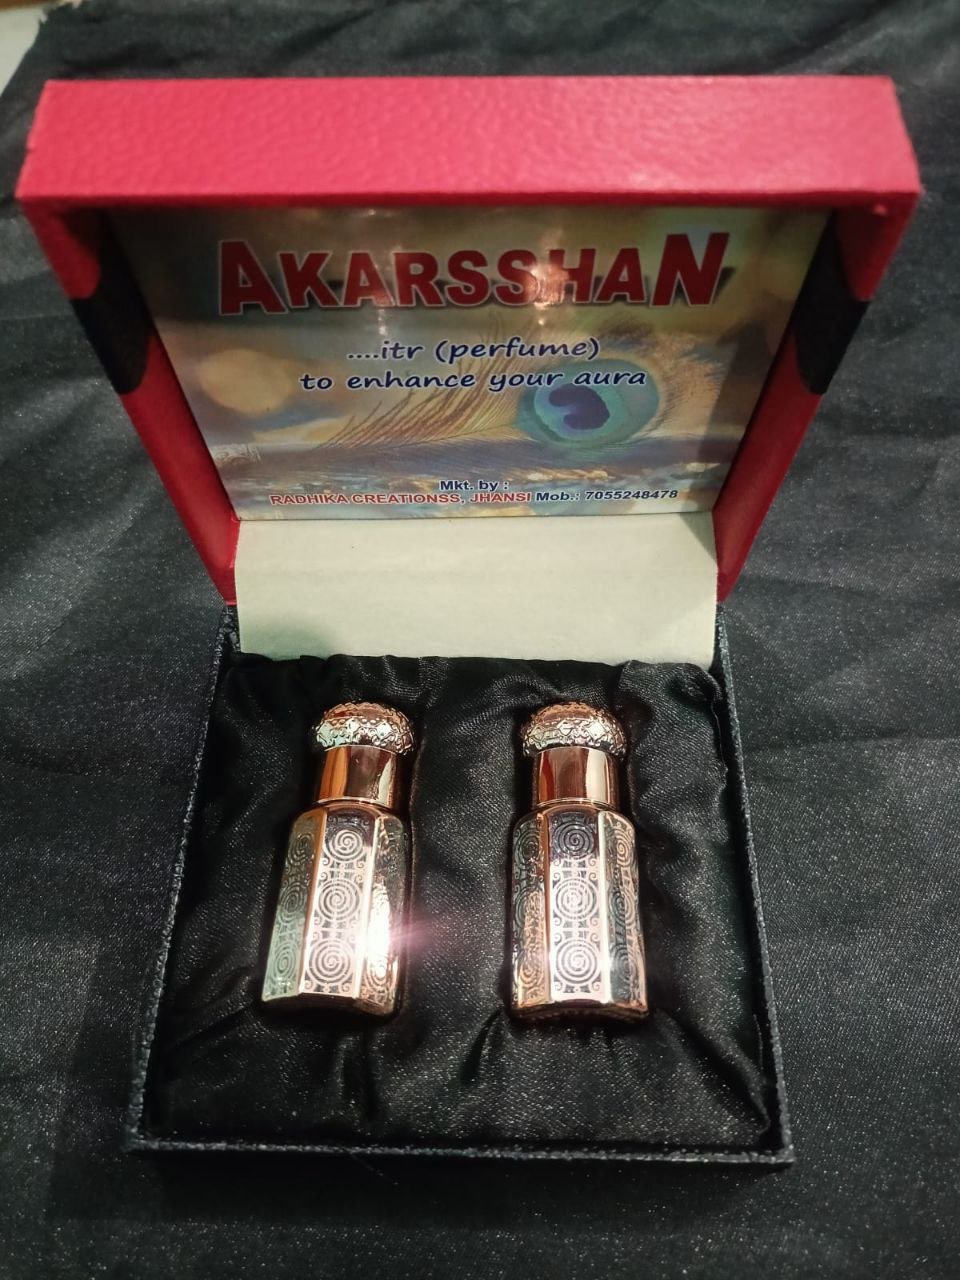 AKARSSHAN
....itr (perfume)
to enhance your aura
Mkt. by :
RADHIKA CREATIONSS, JHANSI Mob.: 7055248478